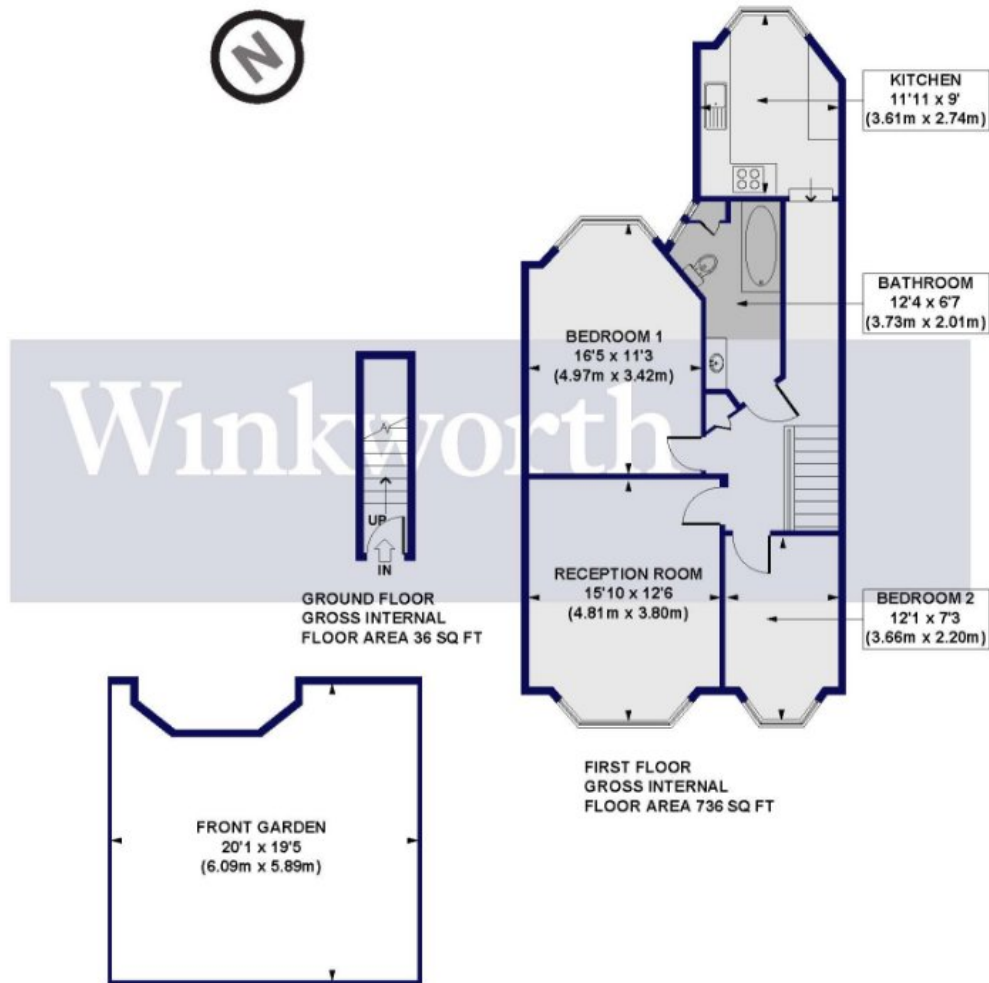 N
KITCHEN
11'11 x 9'
(3.61m x 2.74m)
BATHROOM
12'4 x 6'7
(3.73m x 2.01m)
BEDROOM 1
16'5 x 11'3
(4.97m x 3.42m)
Winkworth
UP
IN
RECEPTION ROOM
15'10 x 12'6
(4.81m x 3.80m)
BEDROOM 2
12'1 x 7'3
(3.66m x 2.20m)
GROUND FLOOR
GROSS INTERNAL
FLOOR AREA 36 SQ FT
FIRST FLOOR
GROSS INTERNAL
FLOOR AREA 736 SQ FT
FRONT GARDEN
20'1 x 19'5
(6.09m x 5.89m)